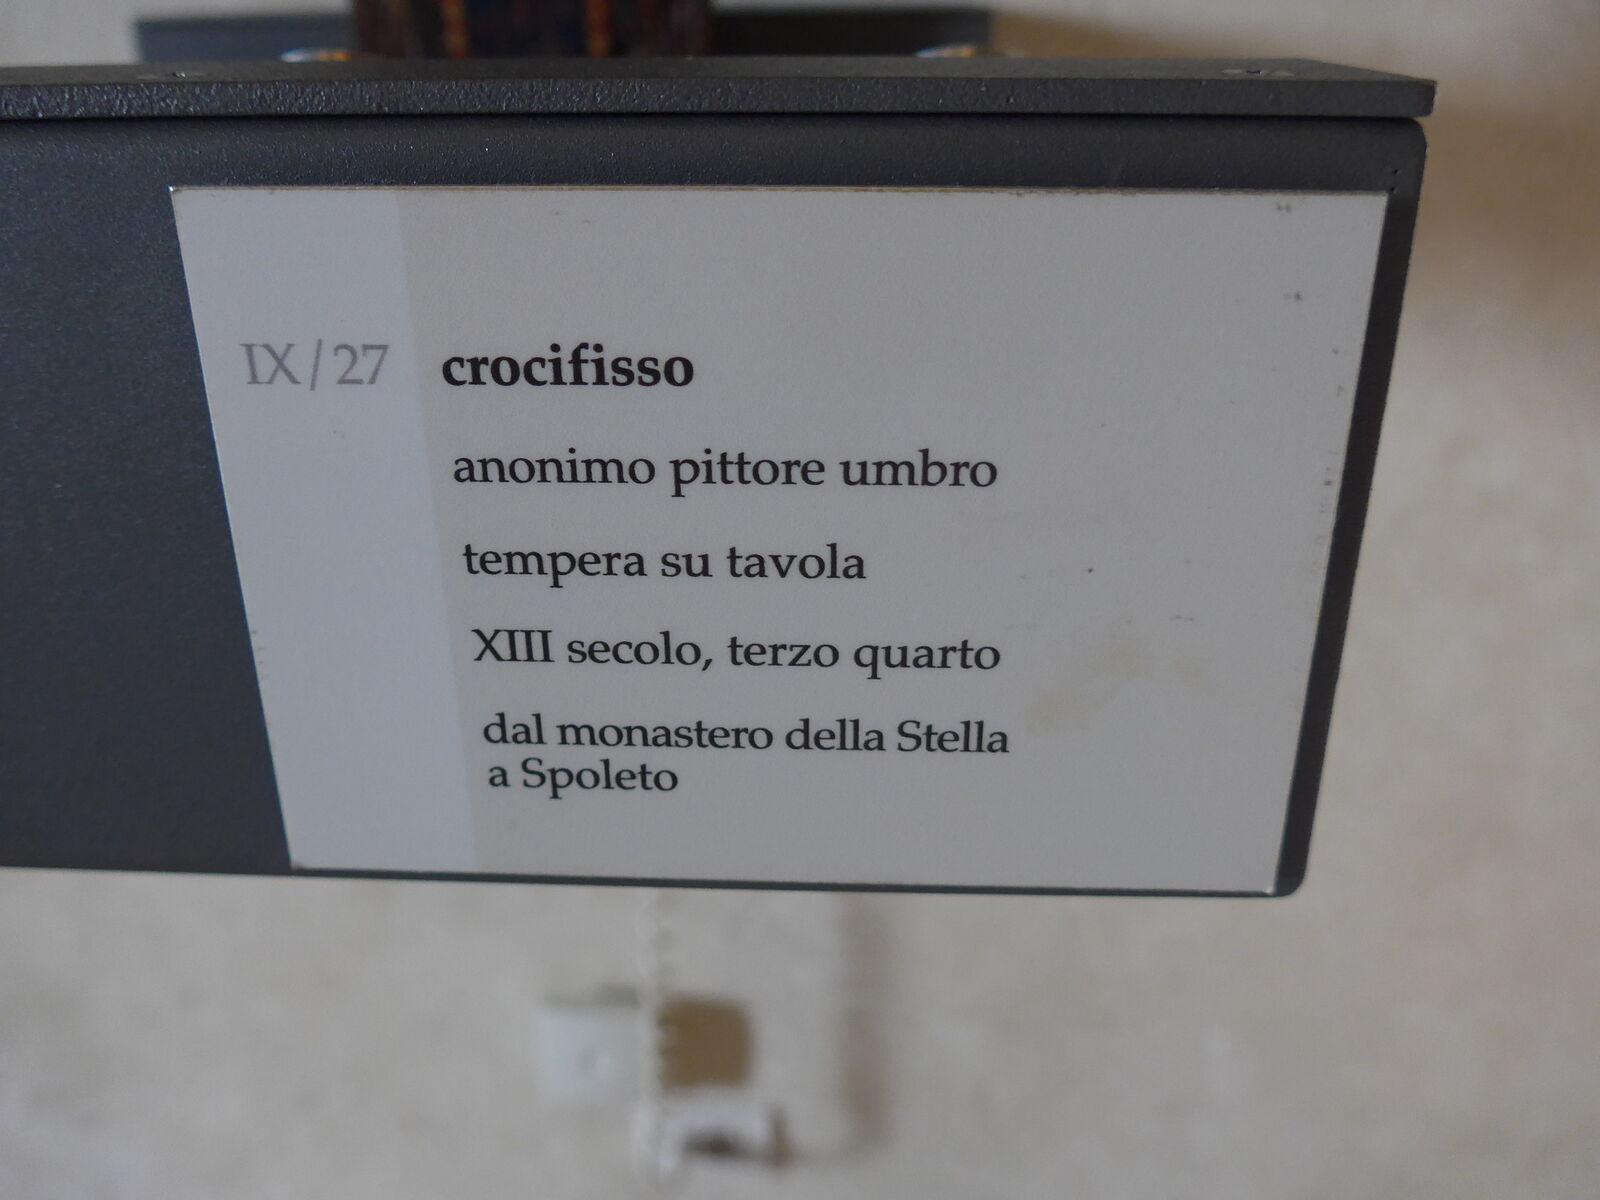 IX/27 crocifisso
anonimo pittore umbro
tempera su tavola
XIII secolo, terzo quarto
dal monastero della Stella
a Spoleto